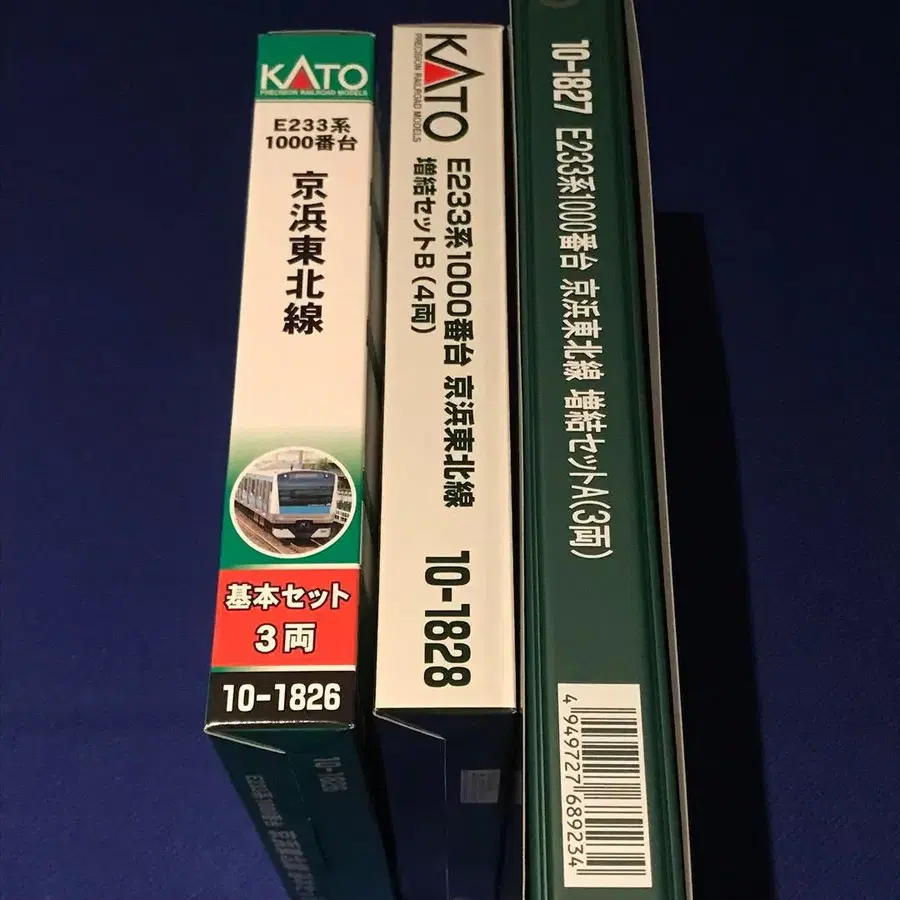 KATO
PRECISION RAILROAD MODELS
E233系
1000番台
京浜東北線
基本セット
3両
10-1826
10-1826
KATO
PRECISION RAILROAD MODELS
E233系1000番台 京浜東北線
増結セットB (4両)
10-1828
10-1827 E233系1000番台 京浜東北線 増結セットA(3両)
4 949727 689234